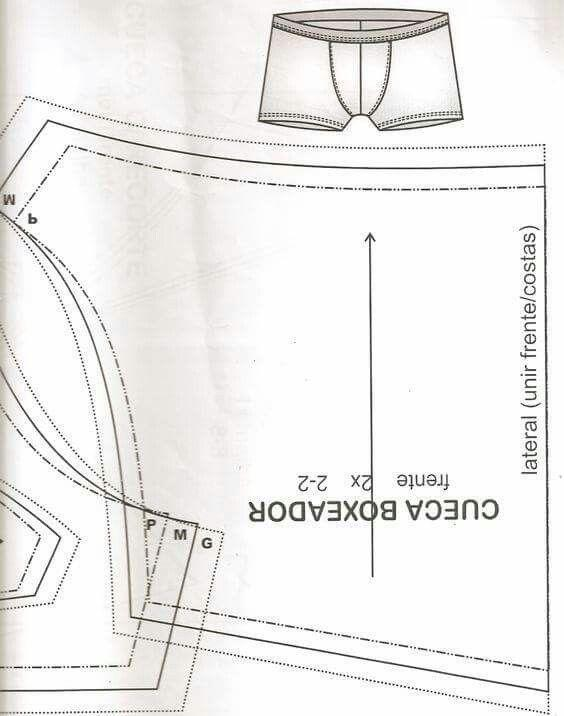 M
P
lateral (unir frente/costas)
CUECA BOXEADOR
frente 2x 2-2
P
M
G